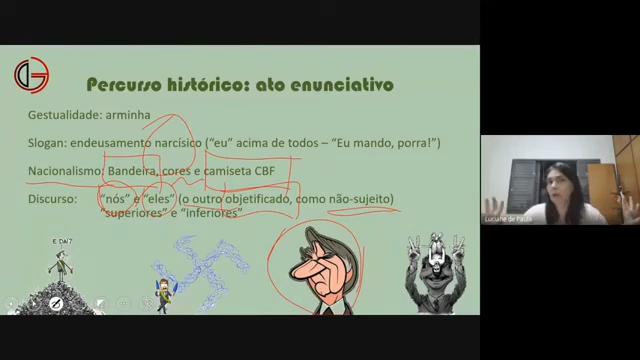 Percurso histórico: ato enunciativo
Gestualidade: arminha
Slogan: endeusamento narcísico ("eu" acima de todos – "Eu mando, porra!")
Nacionalismo: Bandeira, cores e camiseta CBF
Discurso: "nós" e "eles" (o outro objetificado, como não-sujeito)
"superiores" e "inferiores"
E DAÍ?
Luciane de Paula